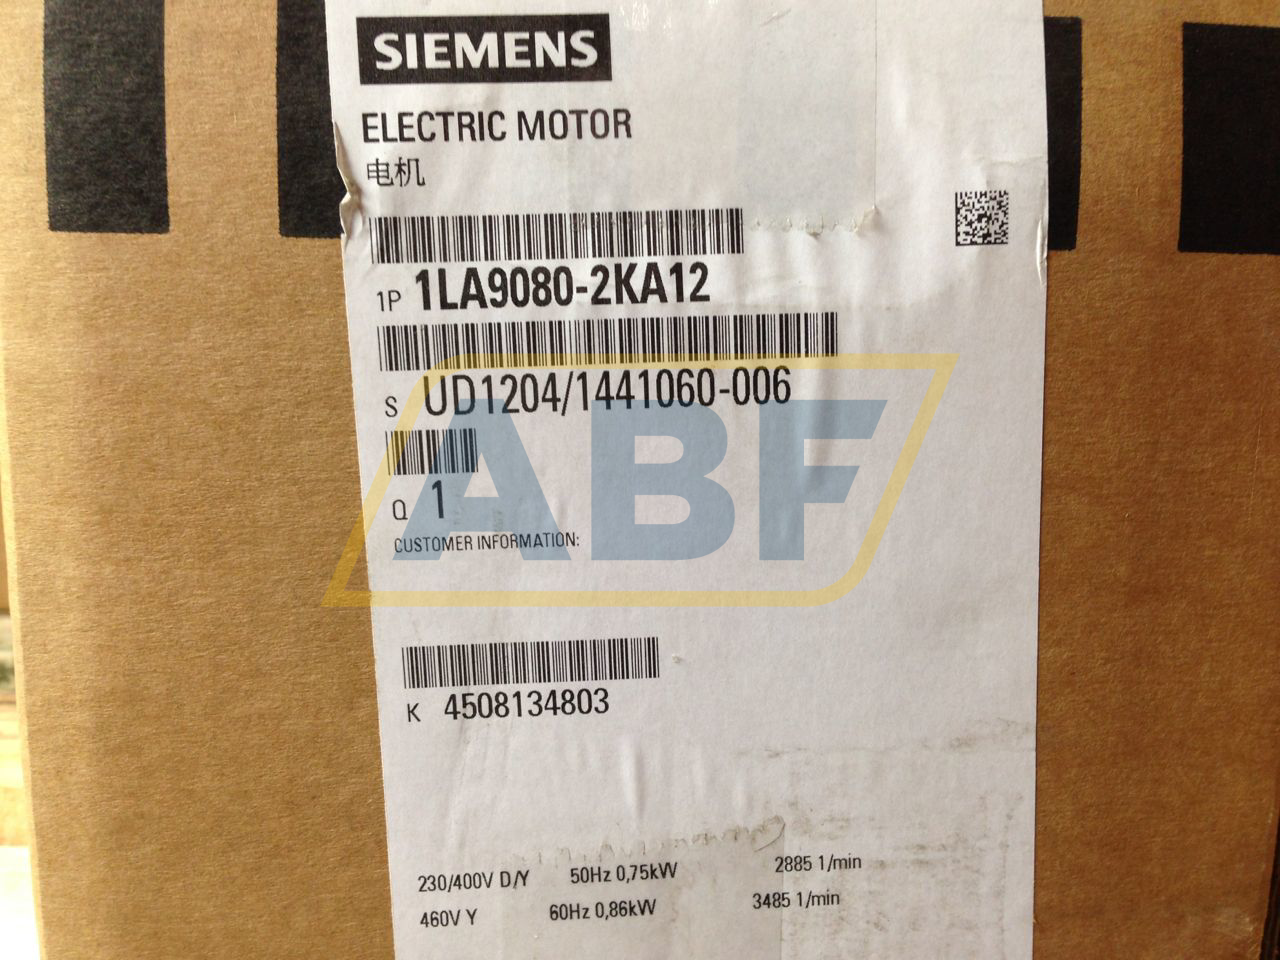 SIEMENS
ELECTRIC MOTOR
电机
1P 1LA9080-2KA12
S UD1204/1441060-006
Q 1
CUSTOMER INFORMATION:
ABF
K 4508134803
230/400V D/Y 50Hz 0,75kW 2885 1/min
460V Y 60Hz 0,86kW 3485 1/min